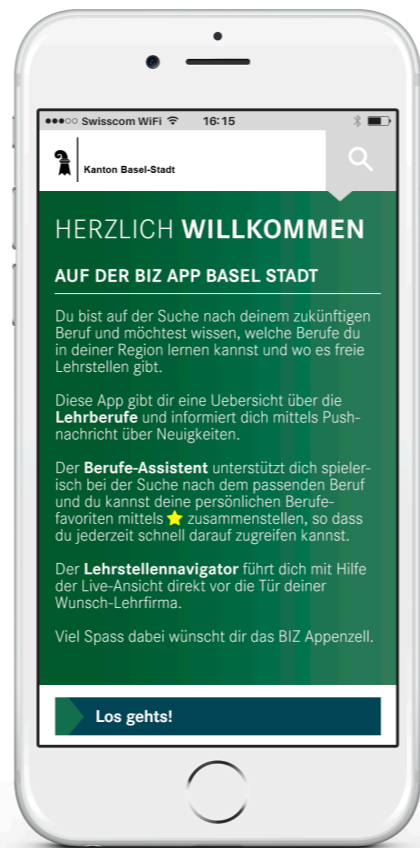 Swisscom WiFi 16:15
Kanton Basel-Stadt
HERZLICH WILLKOMMEN
AUF DER BIZ APP BASEL STADT
Du bist auf der Suche nach deinem zukünftigen
Beruf und möchtest wissen, welche Berufe du
in deiner Region lernen kannst und wo es freie
Lehrstellen gibt.
Diese App gibt dir eine Uebersicht über die
Lehrberufe und informiert dich mittels Push-
nachricht über Neuigkeiten.
Der Berufe-Assistent unterstützt dich spieler-
isch bei der Suche nach dem passenden Beruf
und du kannst deine persönlichen Berufe-
favoriten mittels ⭐ zusammenstellen, so dass
du jederzeit schnell darauf zugreifen kannst.
Der Lehrstellennavigator führt dich mit Hilfe
der Live-Ansicht direkt vor die Tür deiner
Wunsch-Lehrfirma.
Viel Spass dabei wünscht dir das BIZ Appenzell.
Los gehts!